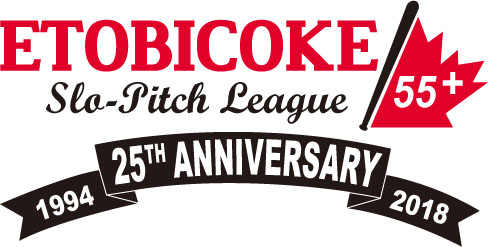 ETOBICOKE
Slo-Pitch League
55+
25TH ANNIVERSARY
1994
2018